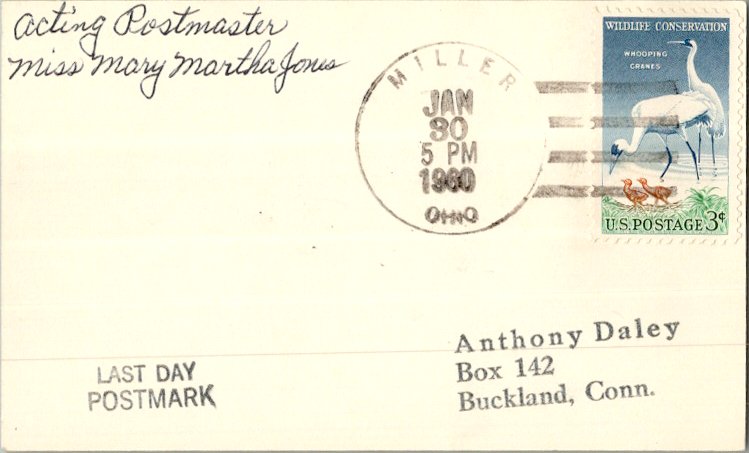 Acting Postmaster
Miss Mary Martha Jones
MILLER
JAN
30
5 PM
1960
OHIO
WILDLIFE CONSERVATION
WHOOPING
CRANES
U.S. POSTAGE 3¢
LAST DAY
POSTMARK
Anthony Daley
Box 142
Buckland, Conn.